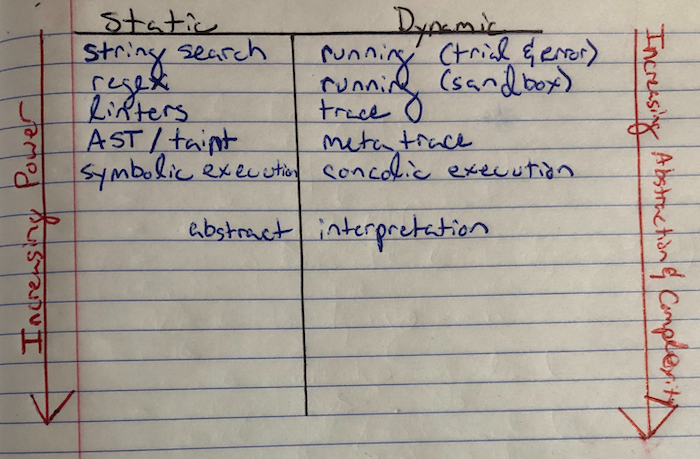 Static Dynamic
string search running (trial & error)
regex running (sandbox)
linters trace
AST / taint meta trace
symbolic execution concolic execution
abstract interpretation
Increasing Power
Increasing Abstraction & Complexity